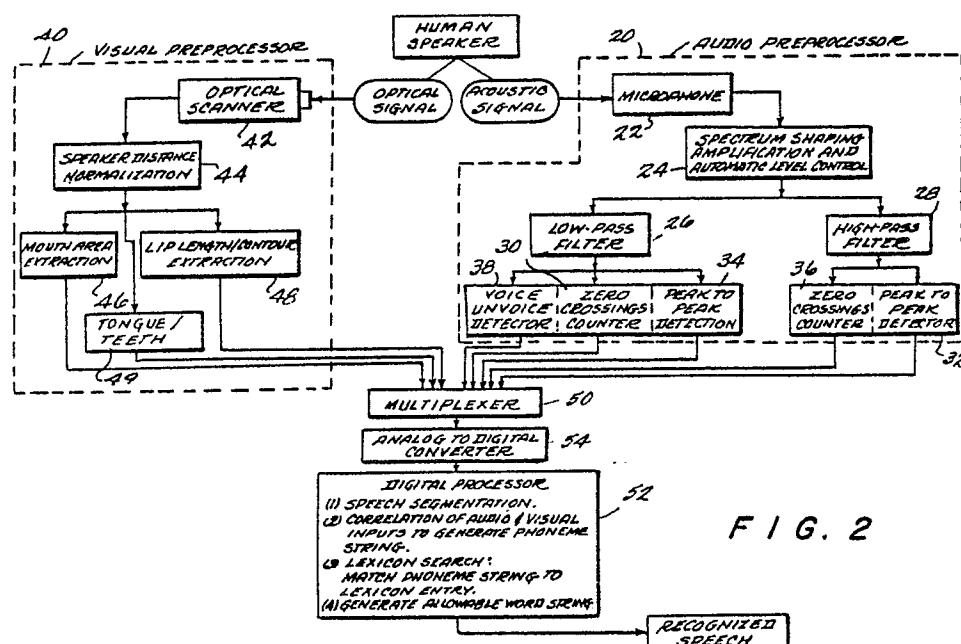 HUMAN
SPEAKER
40
VISUAL PREPROCESSOR
20
AUDIO PREPROCESSOR
OPTICAL
SCANNER
42
OPTICAL
SIGNAL
ACOUSTIC
SIGNAL
MICROPHONE
22
SPEAKER DISTANCE
NORMALIZATION
44
SPECTRUM SHAPING
AMPLIFICATION AND
AUTOMATIC LEVEL CONTROL
24
MOUTH AREA
EXTRACTION
46
LIP LENGTH/CONTOUR
EXTRACTION
48
LOW-PASS
FILTER
26
HIGH-PASS
FILTER
28
TONGUE/
TEETH
49
38
VOICE
UNVOICE
DETECTOR
30
ZERO
CROSSINGS
COUNTER
34
PEAK TO
PEAK
DETECTION
36
ZERO
CROSSINGS
COUNTER
PEAK TO
PEAK
DETECTOR
32
MULTIPLEXER
50
ANALOG TO DIGITAL
CONVERTER
54
DIGITAL PROCESSOR
52
(1) SPEECH SEGMENTATION.
(2) CORRELATION OF AUDIO & VISUAL
INPUTS TO GENERATE PHONEME
STRING.
(3) LEXICON SEARCH:
MATCH PHONEME STRING TO
LEXICON ENTRY.
(4) GENERATE ALLOWABLE WORD STRING
FIG. 2
RECOGNIZED
SPEECH